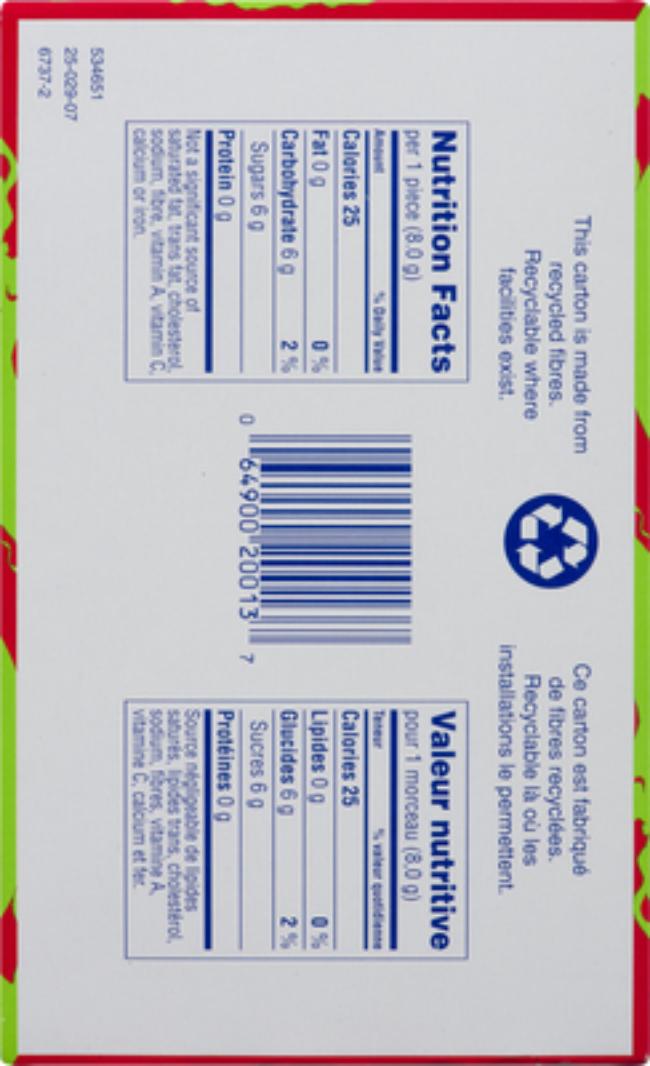 This carton is made from
recycled fibres.
Recyclable where
facilities exist.
Ce carton est fabriqué
de fibres recyclées.
Recyclable là où les
installations le permettent.
Nutrition Facts
per 1 piece (8.0 g)
Amount % Daily Value
Calories 25
Fat 0 g 0 %
Carbohydrate 6 g 2 %
Sugars 6 g
Protein 0 g
Not a significant source of
saturated fat, trans fat, cholesterol,
sodium, fibre, vitamin A, vitamin C,
calcium or iron.
0 64900 20013 7
Valeur nutritive
pour 1 morceau (8.0 g)
Teneur % valeur quotidienne
Calories 25
Lipides 0 g 0 %
Glucides 6 g 2 %
Sucres 6 g
Protéines 0 g
Source négligeable de lipides
saturés, lipides trans, cholestérol,
sodium, fibres, vitamine A,
vitamine C, calcium et fer.
534651
25-029-07
6737-2